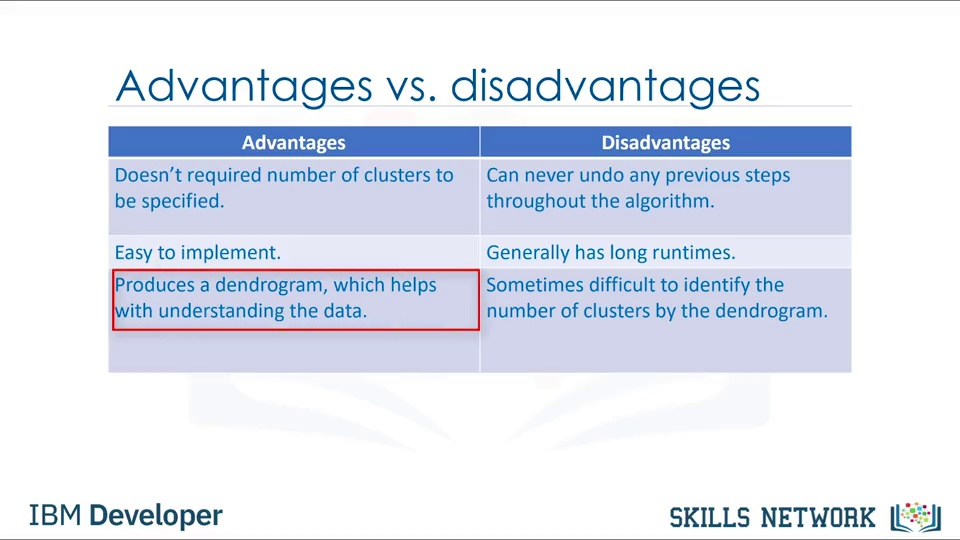 Advantages vs. disadvantages
Advantages
Disadvantages
Doesn't required number of clusters to
be specified.
Can never undo any previous steps
throughout the algorithm.
Easy to implement.
Generally has long runtimes.
Produces a dendrogram, which helps
with understanding the data.
Sometimes difficult to identify the
number of clusters by the dendrogram.
IBM Developer
SKILLS NETWORK